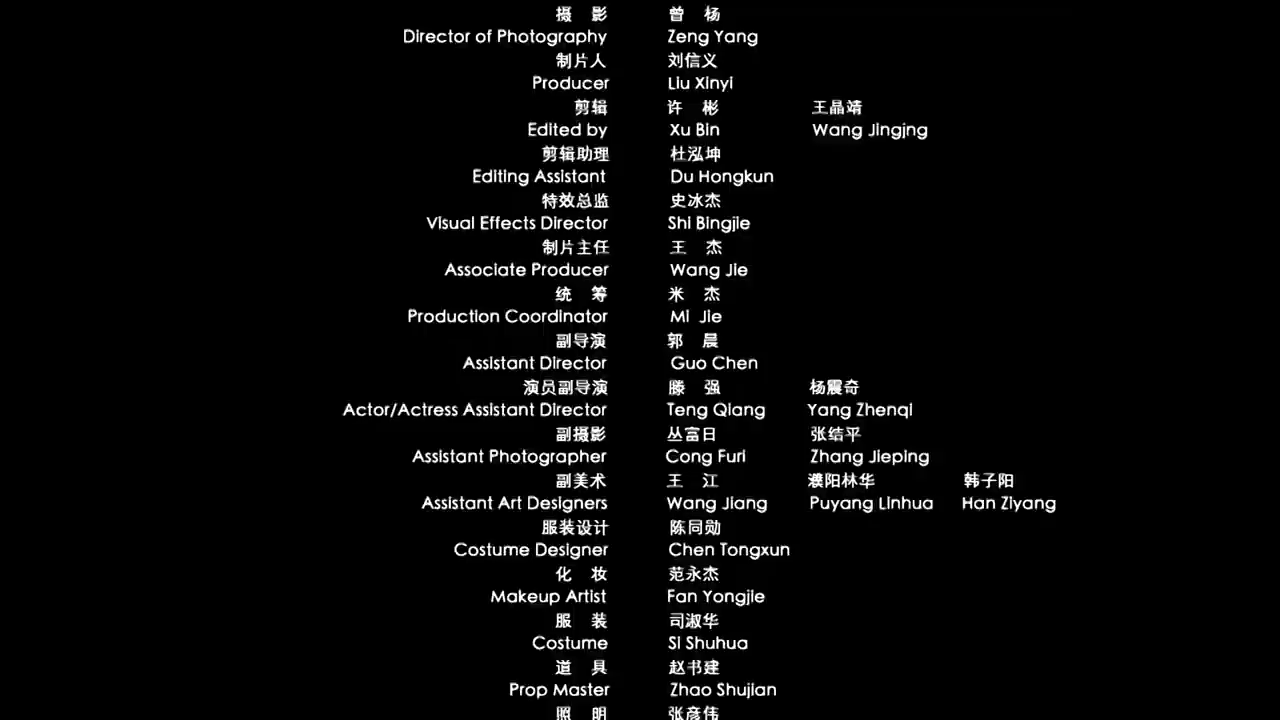 摄 影 曾 杨
Director of Photography Zeng Yang
制片人 刘信义
Producer Liu Xinyi
剪辑 许 彬 王晶靖
Edited by Xu Bin Wang Jingjng
剪辑助理 杜泓坤
Editing Assistant Du Hongkun
特效总监 史冰杰
Visual Effects Director Shi Bingjie
制片主任 王 杰
Associate Producer Wang Jie
统 筹 米 杰
Production Coordinator Mi Jie
副导演 郭 晨
Assistant Director Guo Chen
演员副导演 滕 强 杨震奇
Actor/Actress Assistant Director Teng Qiang Yang Zhenqi
副摄影 丛富日 张结平
Assistant Photographer Cong Furi Zhang Jieping
副美术 王 江 濮阳林华 韩子阳
Assistant Art Designers Wang Jiang Puyang Linhua Han Ziyang
服装设计 陈同勋
Costume Designer Chen Tongxun
化 妆 范永杰
Makeup Artist Fan Yongjie
服 装 司淑华
Costume Si Shuhua
道 具 赵书建
Prop Master Zhao Shujian
照 明 张彦伟